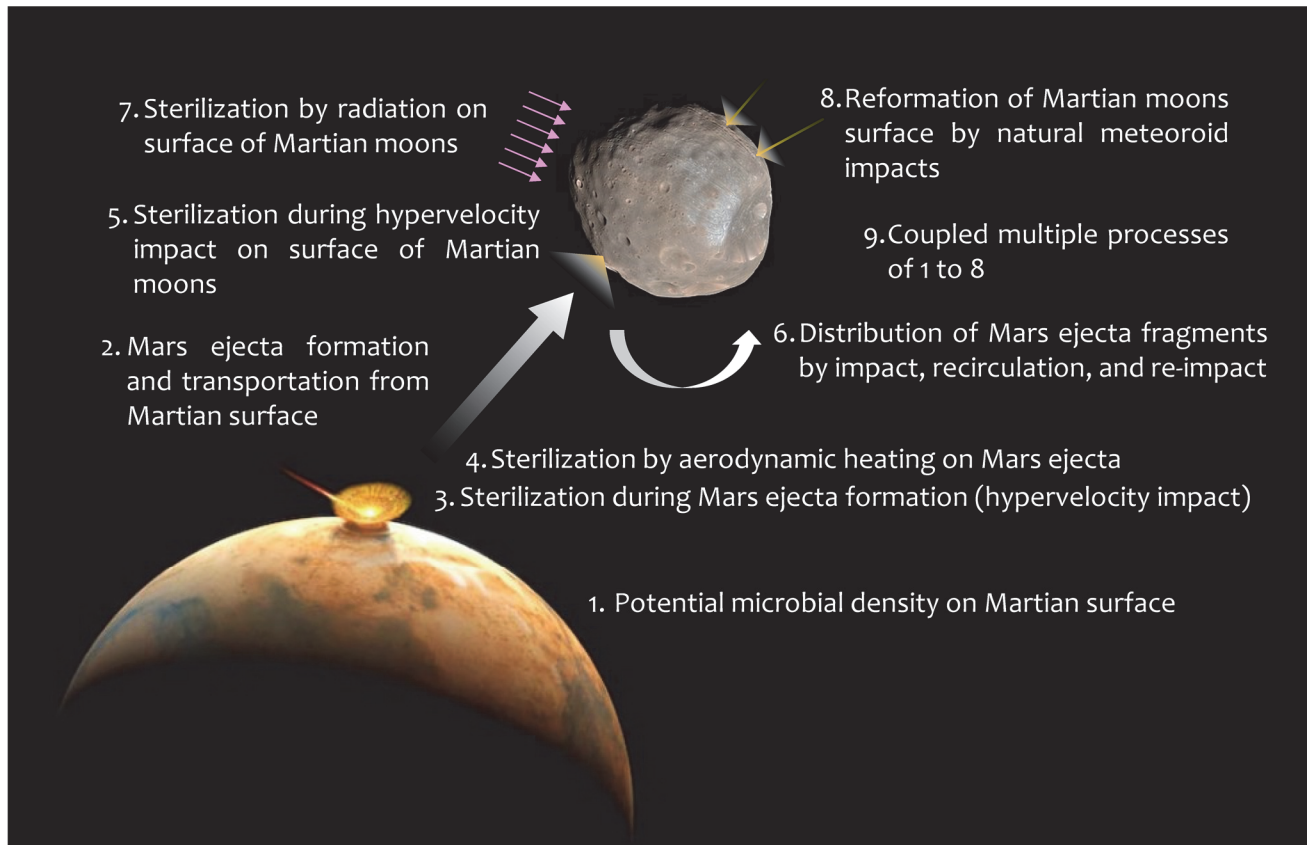 7. Sterilization by radiation on
surface of Martian moons
8. Reformation of Martian moons
surface by natural meteoroid
impacts
5. Sterilization during hypervelocity
impact on surface of Martian
moons
9. Coupled multiple processes
of 1 to 8
2. Mars ejecta formation
and transportation from
Martian surface
6. Distribution of Mars ejecta fragments
by impact, recirculation, and re-impact
4. Sterilization by aerodynamic heating on Mars ejecta
3. Sterilization during Mars ejecta formation (hypervelocity impact)
1. Potential microbial density on Martian surface